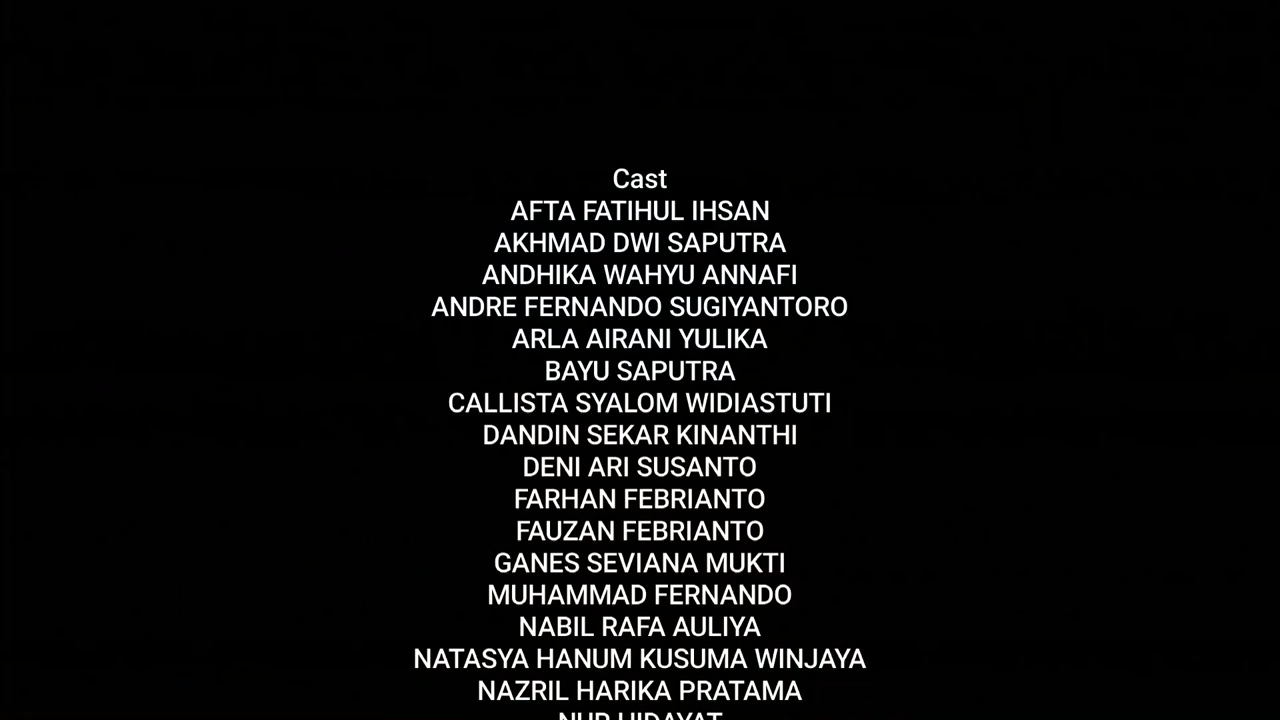 Cast
AFTA FATIHUL IHSAN
AKHMAD DWI SAPUTRA
ANDHIKA WAHYU ANNAFI
ANDRE FERNANDO SUGIYANTORO
ARLA AIRANI YULIKA
BAYU SAPUTRA
CALLISTA SYALOM WIDIASTUTI
DANDIN SEKAR KINANTHI
DENI ARI SUSANTO
FARHAN FEBRIANTO
FAUZAN FEBRIANTO
GANES SEVIANA MUKTI
MUHAMMAD FERNANDO
NABIL RAFA AULIYA
NATASYA HANUM KUSUMA WINJAYA
NAZRIL HARIKA PRATAMA
NUR HIDAYAT